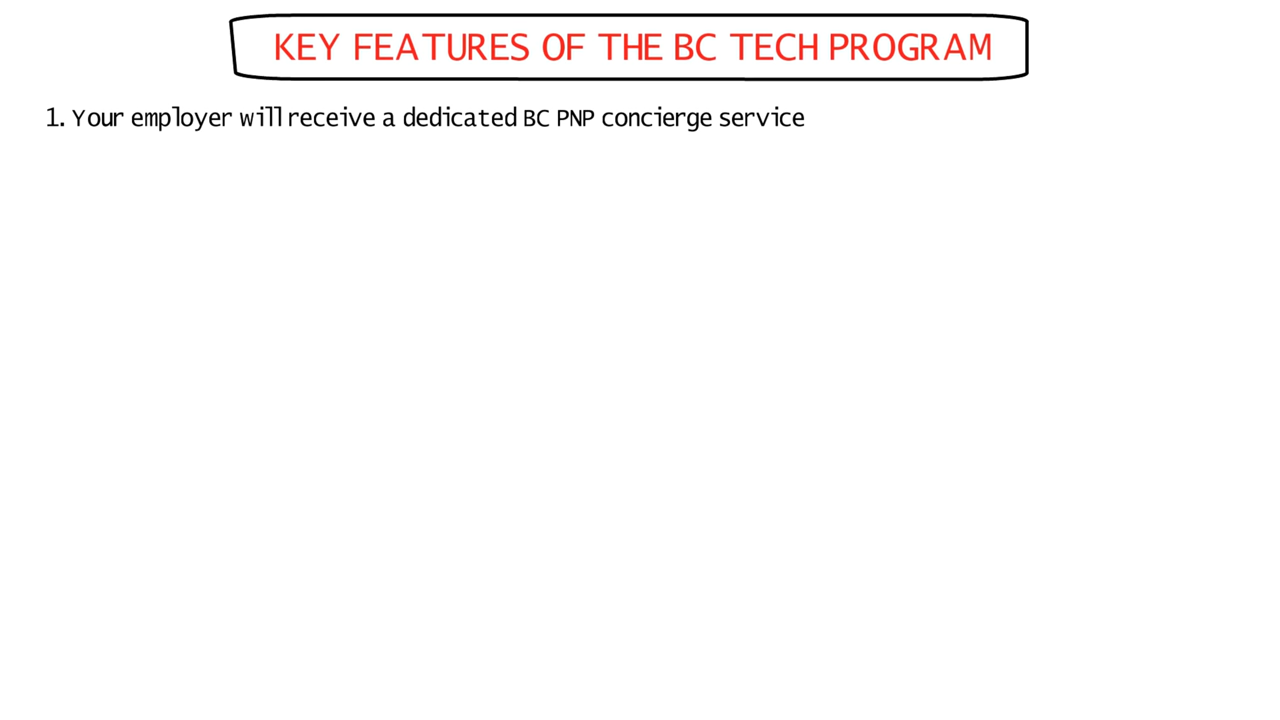 KEY FEATURES OF THE BC TECH PROGRAM
1. Your employer will receive a dedicated BC PNP concierge service